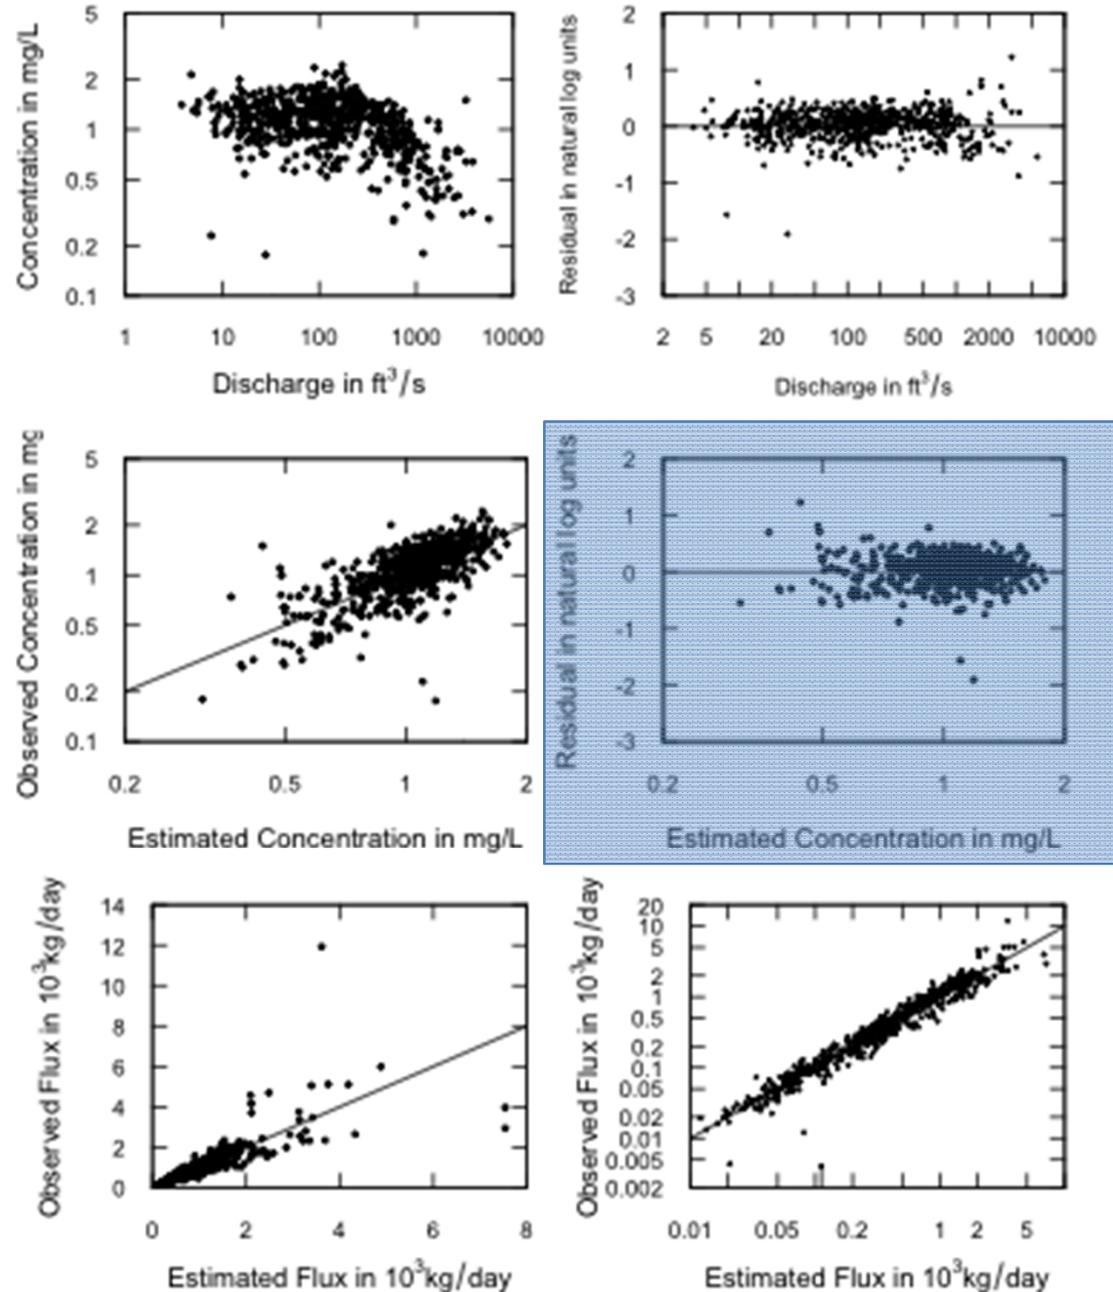 Concentration in mg/L
5
2
1
0.5
0.2
0.1
1 10 100 1000 10000
Discharge in ft³/s
Residual in natural log units
2
1
0
-1
-2
-3
2 5 20 100 500 2000 10000
Discharge in ft³/s
Observed Concentration in mg
5
2
1
0.5
0.2
0.1
0.2 0.5 1 2
Estimated Concentration in mg/L
Residual in natural log units
2
1
0
-1
-2
-3
0.2 0.5 1 2
Estimated Concentration in mg/L
Observed Flux in 10³kg/day
14
12
10
8
6
4
2
0
0 2 4 6 8
Estimated Flux in 10³kg/day
Observed Flux in 10³kg/day
20
10
5
2
1
0.5
0.2
0.1
0.05
0.02
0.01
0.005
0.002
0.01 0.05 0.2 1 2 5
Estimated Flux in 10³kg/day